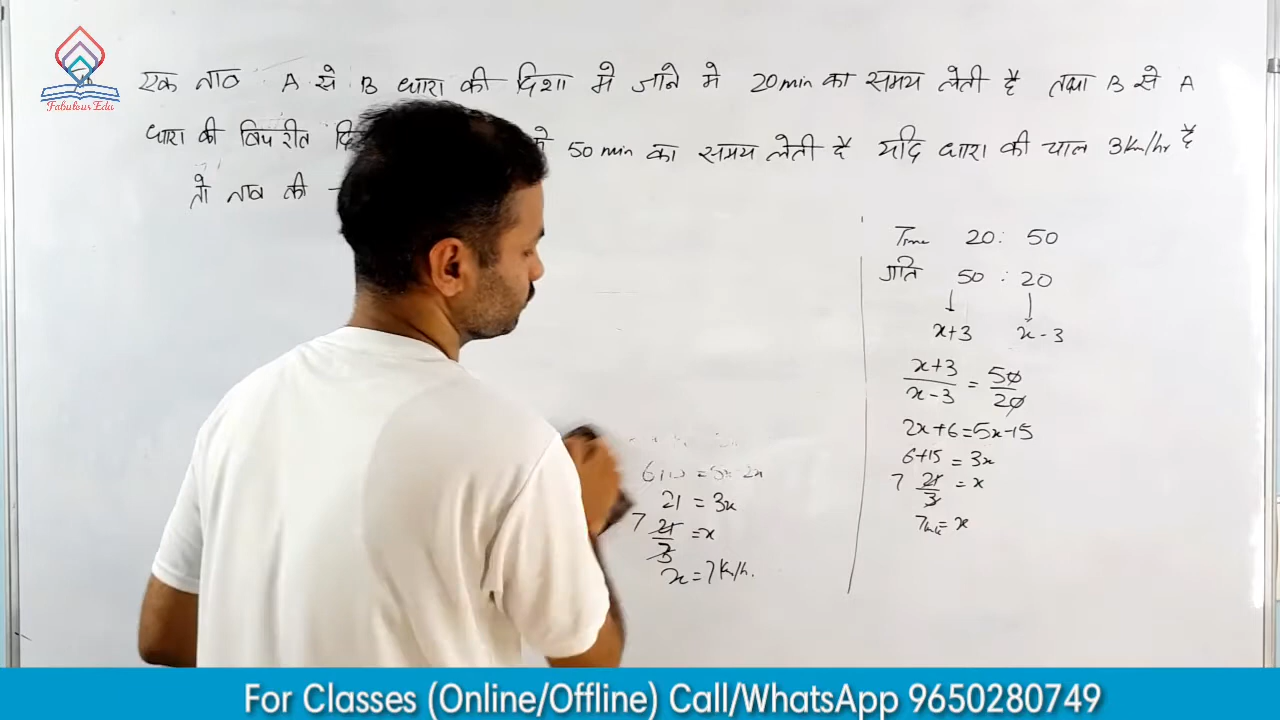 Fabulous Edu
एक नाव A से B धारा की दिशा मे जाने मे 20 min का समय लेती है तथा B से A
धारा की विपरीत मे 50 min का समय लेती है यदि धारा की चाल 3 km/hr है
तो नाव की
Time 20 : 50
गति 50 : 20
x+3 x-3
x+3/x-3 = 50/20
2x+6=5x-15
6+15 = 3x
7 21/3 = x
= x
21 = 3x
7 21/3 = x
x = 7 km/h.
For Classes (Online/Offline) Call/WhatsApp 9650280749